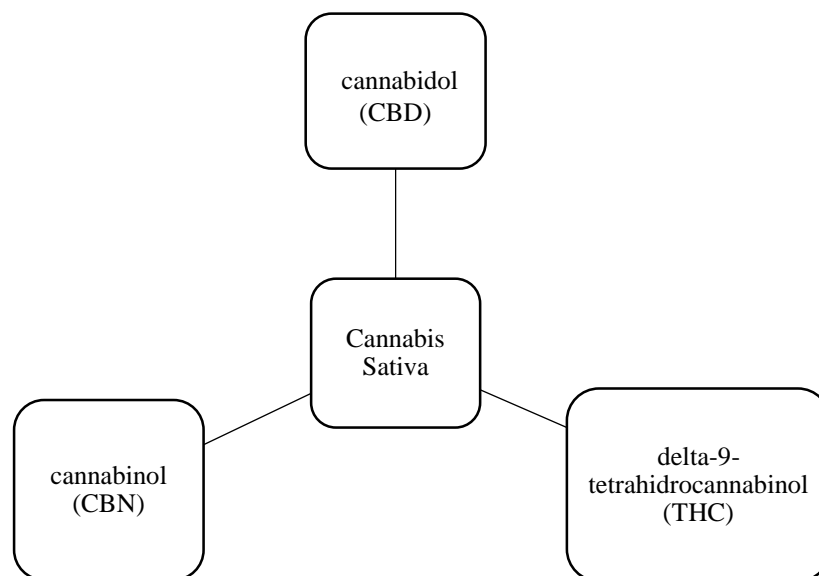 cannabidol
(CBD)
Cannabis
Sativa
cannabinol
(CBN)
delta-9-
tetrahidrocannabinol
(THC)